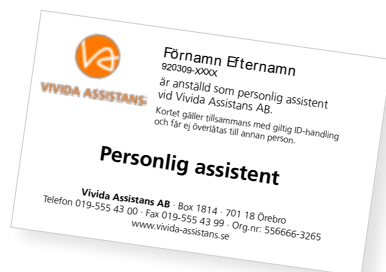 Förnamn Efternamn
920309-XXXX
är anställd som personlig assistent
vid Vivida Assistans AB.
Kortet gäller tillsammans med giltig ID-handling
och får ej överlåtas till annan person.
VIVIDA ASSISTANS
Personlig assistent
Vivida Assistans AB · Box 1814 · 701 18 Örebro
Telefon 019-555 43 00 · Fax 019-555 43 99 · Org.nr: 556666-3265
www.vivida-assistans.se